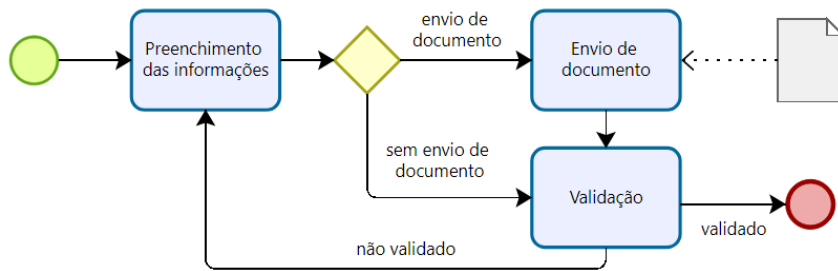 Preenchimento
das informações
envio de
documento
Envio de
documento
sem envio de
documento
Validação
validado
não validado